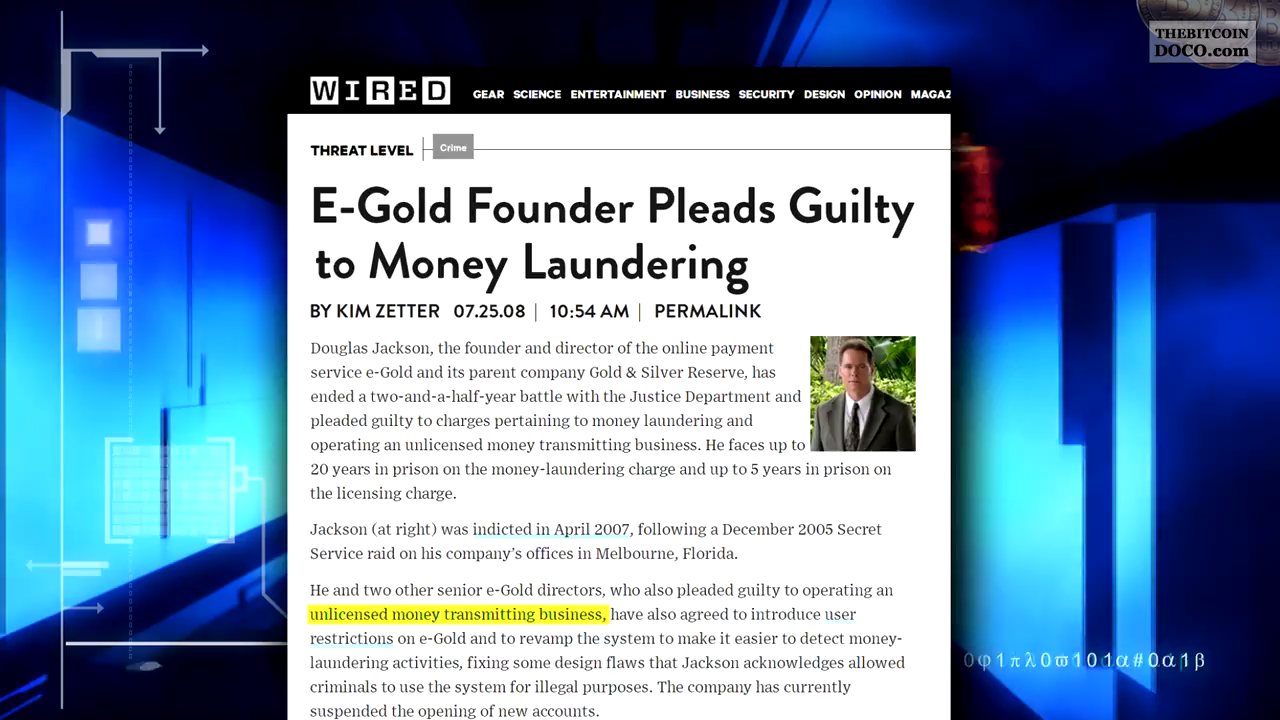 THEBITCOIN
DOCO.com
WIRED
GEAR SCIENCE ENTERTAINMENT BUSINESS SECURITY DESIGN OPINION MAGAZ
THREAT LEVEL
Crime
E-Gold Founder Pleads Guilty
to Money Laundering
BY KIM ZETTER 07.25.08 | 10:54 AM | PERMALINK
Douglas Jackson, the founder and director of the online payment
service e-Gold and its parent company Gold & Silver Reserve, has
ended a two-and-a-half-year battle with the Justice Department and
pleaded guilty to charges pertaining to money laundering and
operating an unlicensed money transmitting business. He faces up to
20 years in prison on the money-laundering charge and up to 5 years in prison on
the licensing charge.
Jackson (at right) was indicted in April 2007, following a December 2005 Secret
Service raid on his company’s offices in Melbourne, Florida.
He and two other senior e-Gold directors, who also pleaded guilty to operating an
unlicensed money transmitting business, have also agreed to introduce user
restrictions on e-Gold and to revamp the system to make it easier to detect money-
laundering activities, fixing some design flaws that Jackson acknowledges allowed
criminals to use the system for illegal purposes. The company has currently
suspended the opening of new accounts.
0φ1πλ0ϖ101α#0α1β